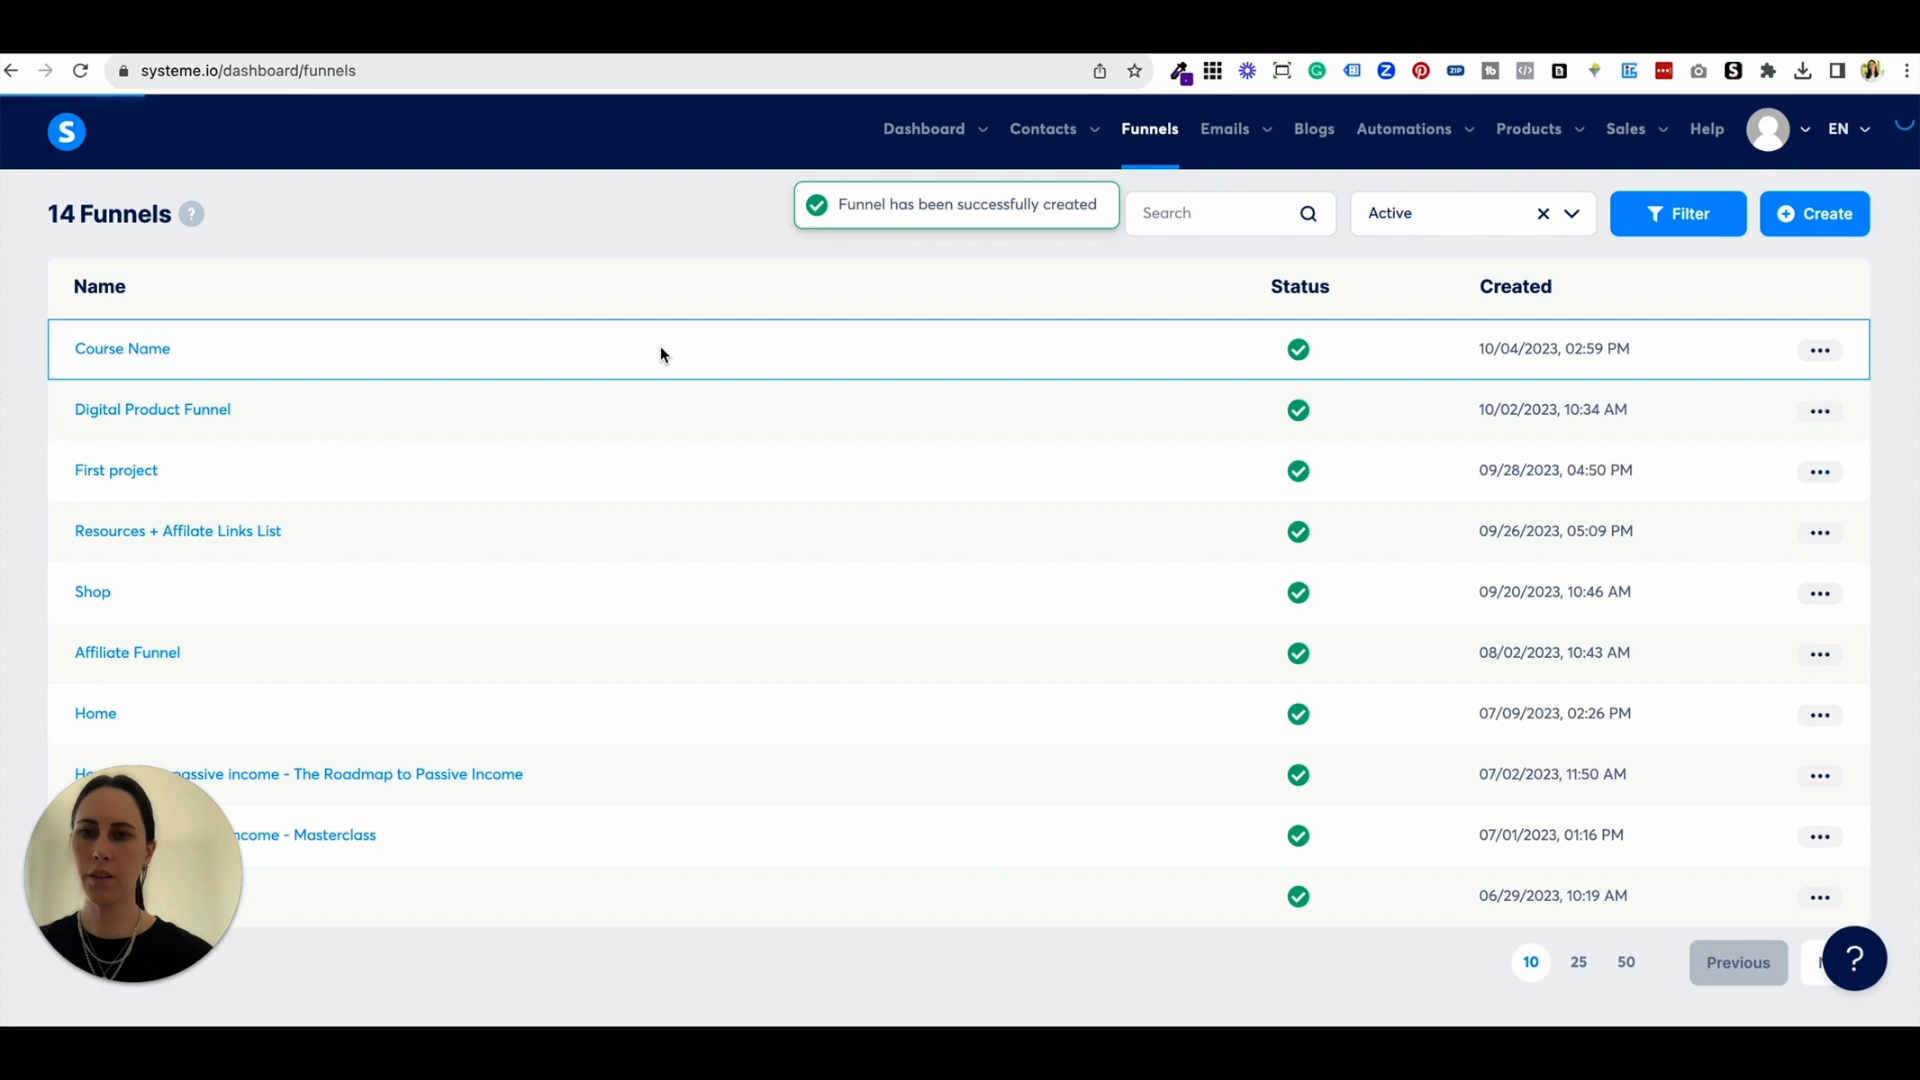 systeme.io/dashboard/funnels
S
Dashboard Contacts Funnels Emails Blogs Automations Products Sales Help EN
14 Funnels ?
Funnel has been successfully created
Search
Active
Filter
Create
Name Status Created
Course Name 10/04/2023, 02:59 PM
Digital Product Funnel 10/02/2023, 10:34 AM
First project 09/28/2023, 04:50 PM
Resources + Affilate Links List 09/26/2023, 05:09 PM
Shop 09/20/2023, 10:46 AM
Affiliate Funnel 08/02/2023, 10:43 AM
Home 07/09/2023, 02:26 PM
passive income - The Roadmap to Passive Income 07/02/2023, 11:50 AM
- Masterclass 07/01/2023, 01:16 PM
06/29/2023, 10:19 AM
10 25 50 Previous ?